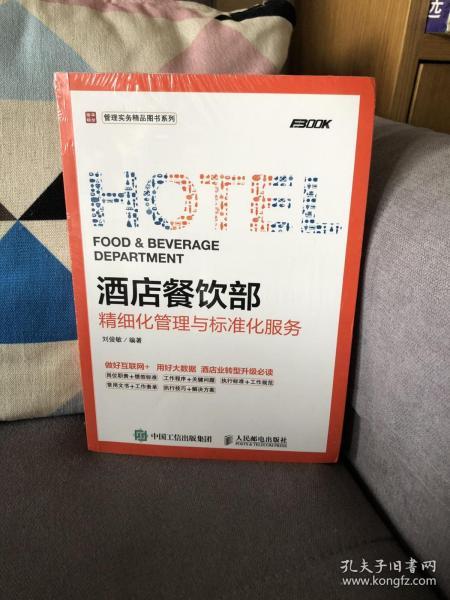 管理实务精品图书系列
EBOOK
HOTEL
FOOD & BEVERAGE
DEPARTMENT
酒店餐饮部
精细化管理与标准化服务
刘俊敏／编著
做好互联网+ 用好大数据 酒店业转型升级必读
岗位职责+绩效标准 工作程序+关键问题 执行标准+工作规范
常用文书+工作表单 执行技巧+解决方案
中国工信出版集团
人民邮电出版社
POSTS & TELECOM PRESS
孔夫子旧书网
www.kongfz.com